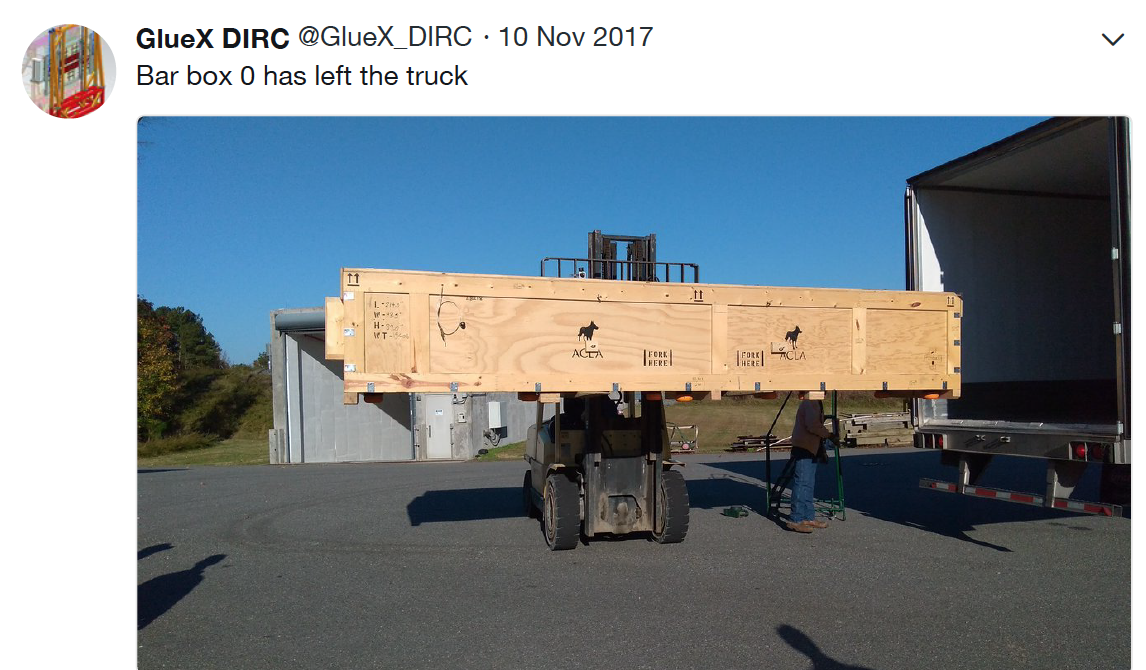 GlueX DIRC @GlueX_DIRC · 10 Nov 2017
Bar box 0 has left the truck
L -
W -
H -
WT -
ACLA
FORK
HERE
FORK
HERE
ACLA